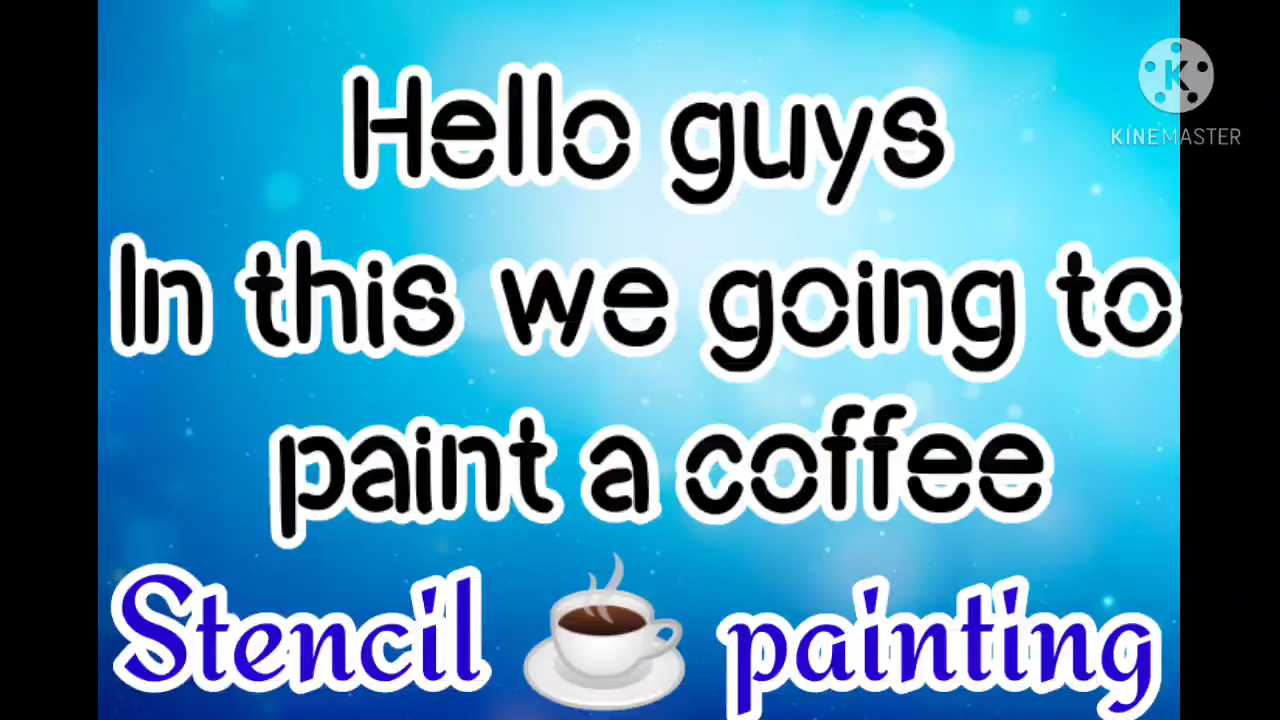 Hello guys
In this we going to
paint a coffee
Stencil ☕ painting
K
KINEMASTER